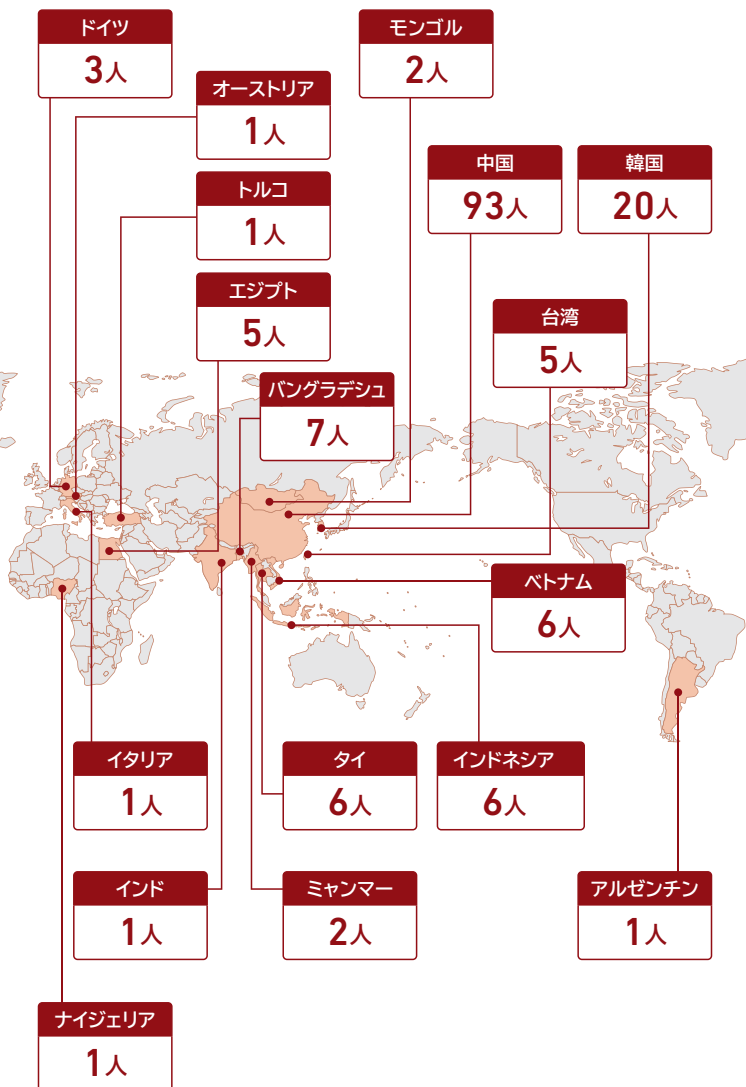 ドイツ
3人
モンゴル
2人
オーストリア
1人
中国
93人
韓国
20人
トルコ
1人
エジプト
5人
台湾
5人
バングラデシュ
7人
ベトナム
6人
イタリア
1人
タイ
6人
インドネシア
6人
インド
1人
ミャンマー
2人
アルゼンチン
1人
ナイジェリア
1人